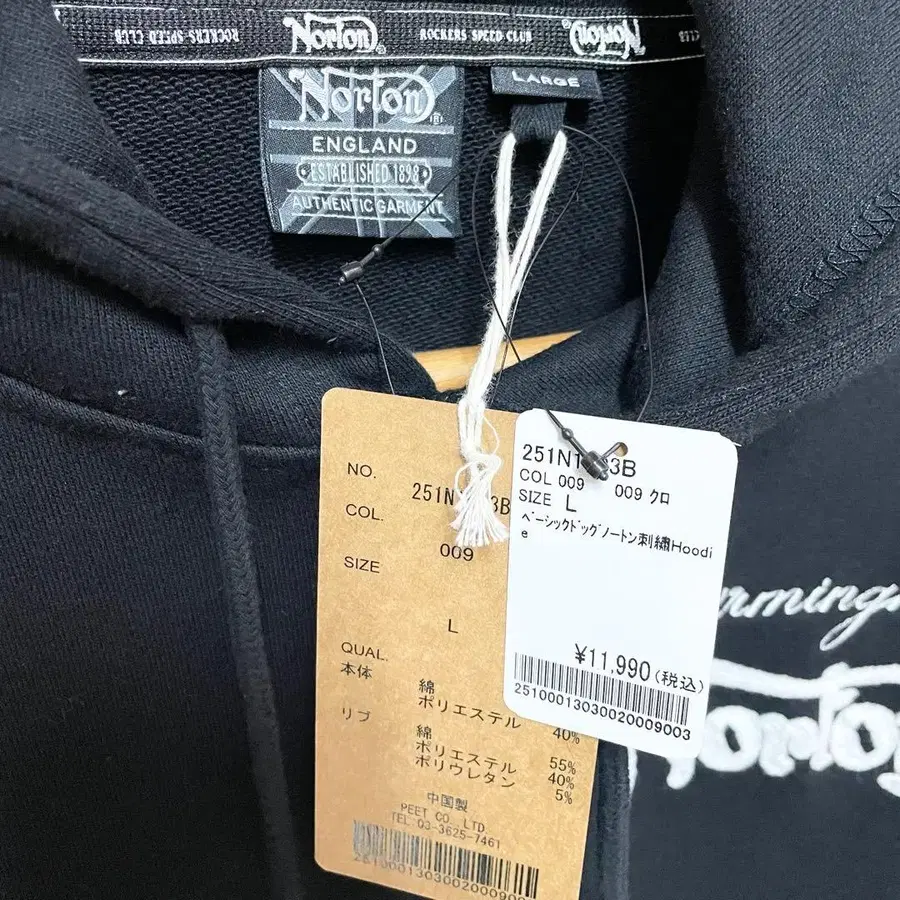 ROCKERS SPEED CLUB Norton ROCKERS SPEED CLUB Norton CLUB
Norton
ENGLAND
ESTABLISHED 1898
AUTHENTIC GARMENT
LARGE
NO.
COL. 009
SIZE L
QUAL.
本体 綿
ポリエステル 40%
リブ 綿 55%
ポリエステル 40%
ポリウレタン 5%
中国製
PEET CO., LTD.
TEL:03-3625-7461
COL 009 009 クロ
SIZE L
ベーシックドッグノートン刺繍Hoodi
e
¥11,990(税込)
25100013030020009003
Norton